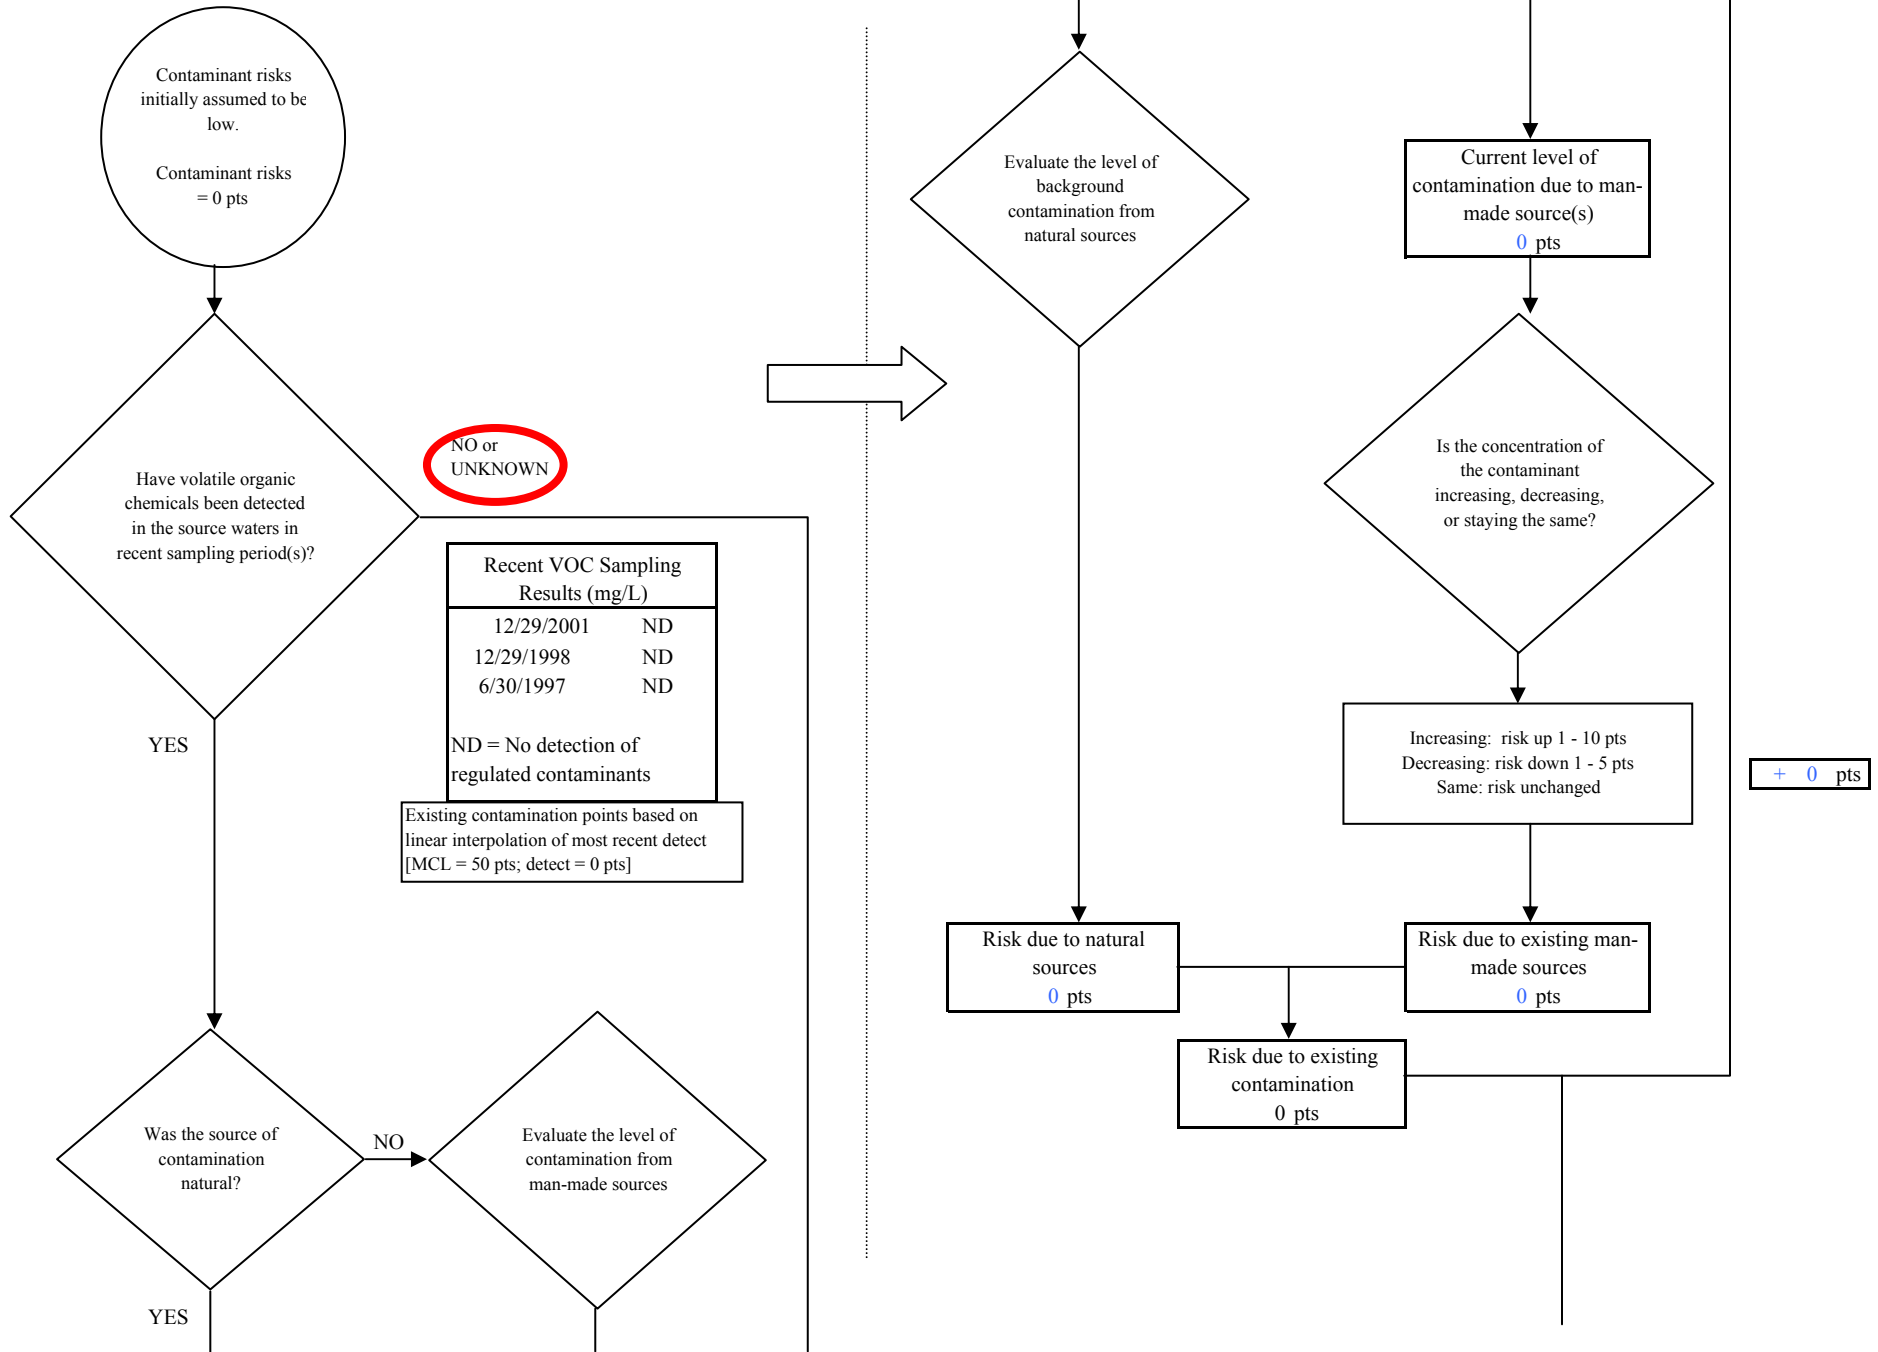 Contaminant risks
initially assumed to be
low.
Contaminant risks
= 0 pts
Have volatile organic
chemicals been detected
in the source waters in
recent sampling period(s)?
NO or
UNKNOWN
Recent VOC Sampling
Results (mg/L)
12/29/2001 ND
12/29/1998 ND
6/30/1997 ND
ND = No detection of
regulated contaminants
Existing contamination points based on
linear interpolation of most recent detect
[MCL = 50 pts; detect = 0 pts]
YES
Was the source of
contamination
natural?
NO
Evaluate the level of
contamination from
man-made sources
YES
Evaluate the level of
background
contamination from
natural sources
Current level of
contamination due to man-
made source(s)
0 pts
Is the concentration of
the contaminant
increasing, decreasing,
or staying the same?
Increasing: risk up 1 - 10 pts
Decreasing: risk down 1 - 5 pts
Same: risk unchanged
+ 0 pts
Risk due to natural
sources
0 pts
Risk due to existing man-
made sources
0 pts
Risk due to existing
contamination
0 pts